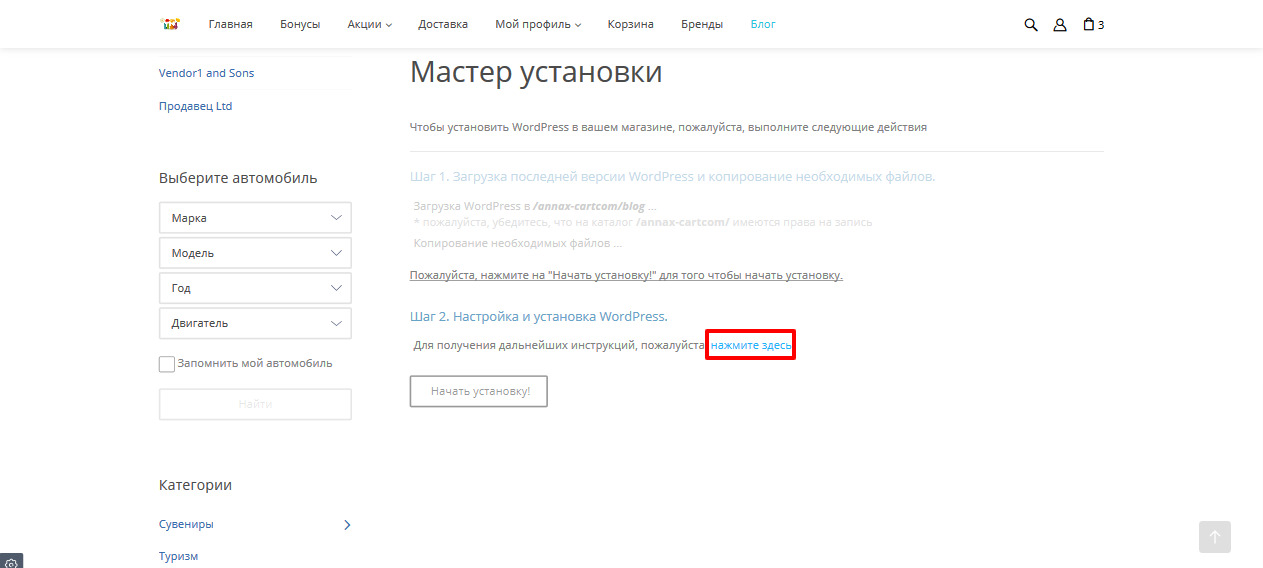 Главная Бонусы Акции Доставка Мой профиль Корзина Бренды Блог 3
Vendor1 and Sons
Продавец Ltd
Выберите автомобиль
Марка
Модель
Год
Двигатель
Запомнить мой автомобиль
Найти
Категории
Сувениры
Туризм
Мастер установки
Чтобы установить WordPress в вашем магазине, пожалуйста, выполните следующие действия
Шаг 1. Загрузка последней версии WordPress и копирование необходимых файлов.
Загрузка WordPress в /annax-cartcom/blog ...
* пожалуйста, убедитесь, что на каталог /annax-cartcom/ имеются права на запись
Копирование необходимых файлов ...
Пожалуйста, нажмите на "Начать установку!" для того чтобы начать установку.
Шаг 2. Настройка и установка WordPress.
Для получения дальнейших инструкций, пожалуйста нажмите здесь
Начать установку!